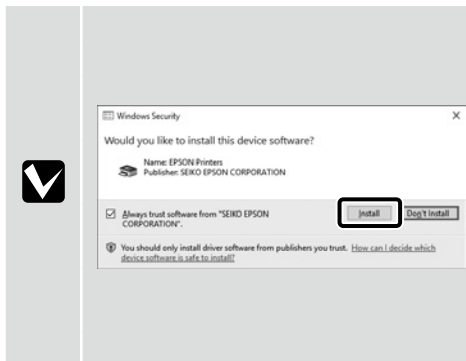 Windows Security
Would you like to install this device software?
Name: EPSON Printers
Publisher: SEIKO EPSON CORPORATION
Always trust software from "SEIKO EPSON
CORPORATION".
Install
Don't Install
You should only install driver software from publishers you trust. How can I decide which
device software is safe to install?